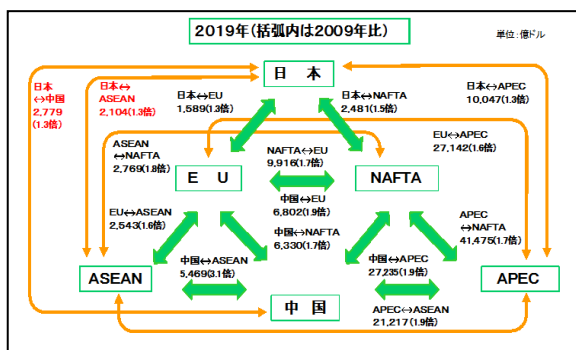 2019年(括弧内は2009年比)
単位:億ドル
日　本
日本
↔中国
2,779
(1.3倍)
日本↔
ASEAN
2,104(1.3倍)
日本↔EU
1,589(1.3倍)
日本↔NAFTA
2,481(1.5倍)
日本↔APEC
10,047(1.3倍)
EU↔APEC
27,142(1.6倍)
ASEAN
↔NAFTA
2,769(1.8倍)
NAFTA↔EU
9,916(1.7倍)
E　U
NAFTA
中国↔EU
6,802(1.9倍)
EU↔ASEAN
2,543(1.6倍)
中国↔NAFTA
6,330(1.7倍)
APEC
↔NAFTA
41,475(1.7倍)
中国↔ASEAN
5,469(3.1倍)
中国↔APEC
27,235(1.9倍)
ASEAN
APEC
中　国
APEC↔ASEAN
21,217(1.9倍)